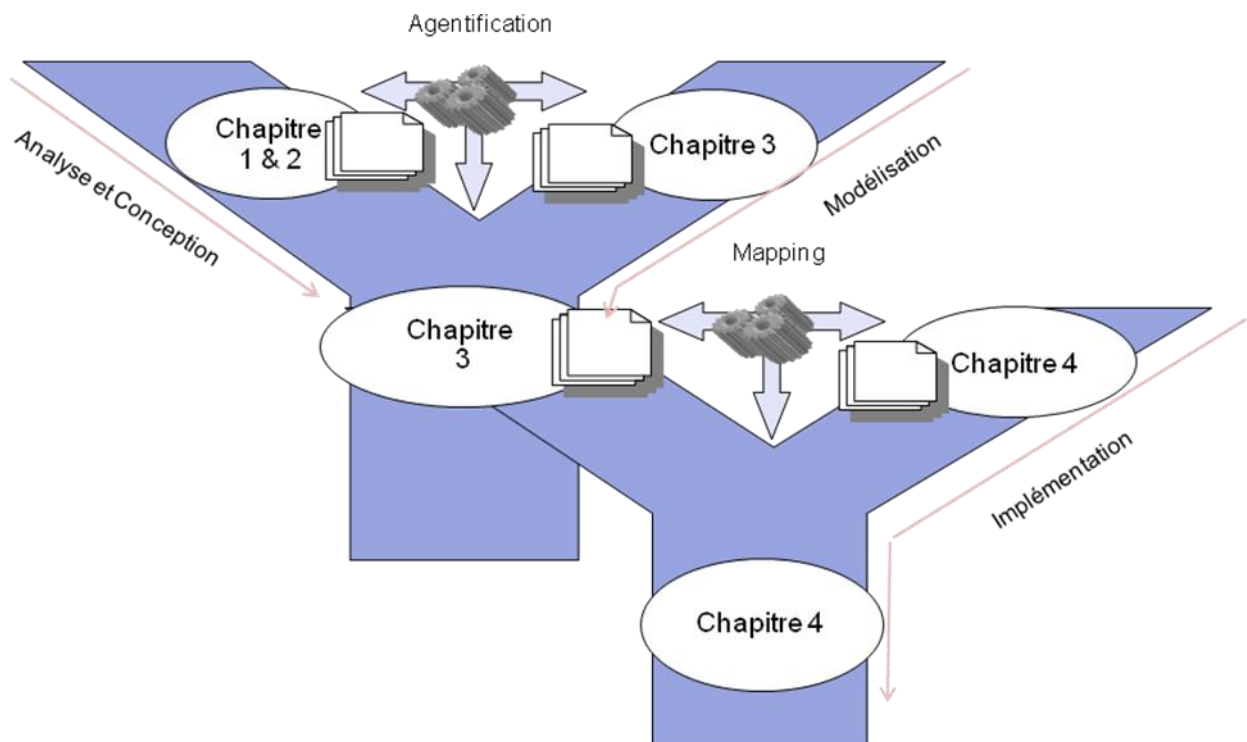 Agentification
Chapitre
1 & 2
Chapitre 3
Analyse et Conception
Modélisation
Mapping
Chapitre
3
Chapitre 4
Implémentation
Chapitre 4